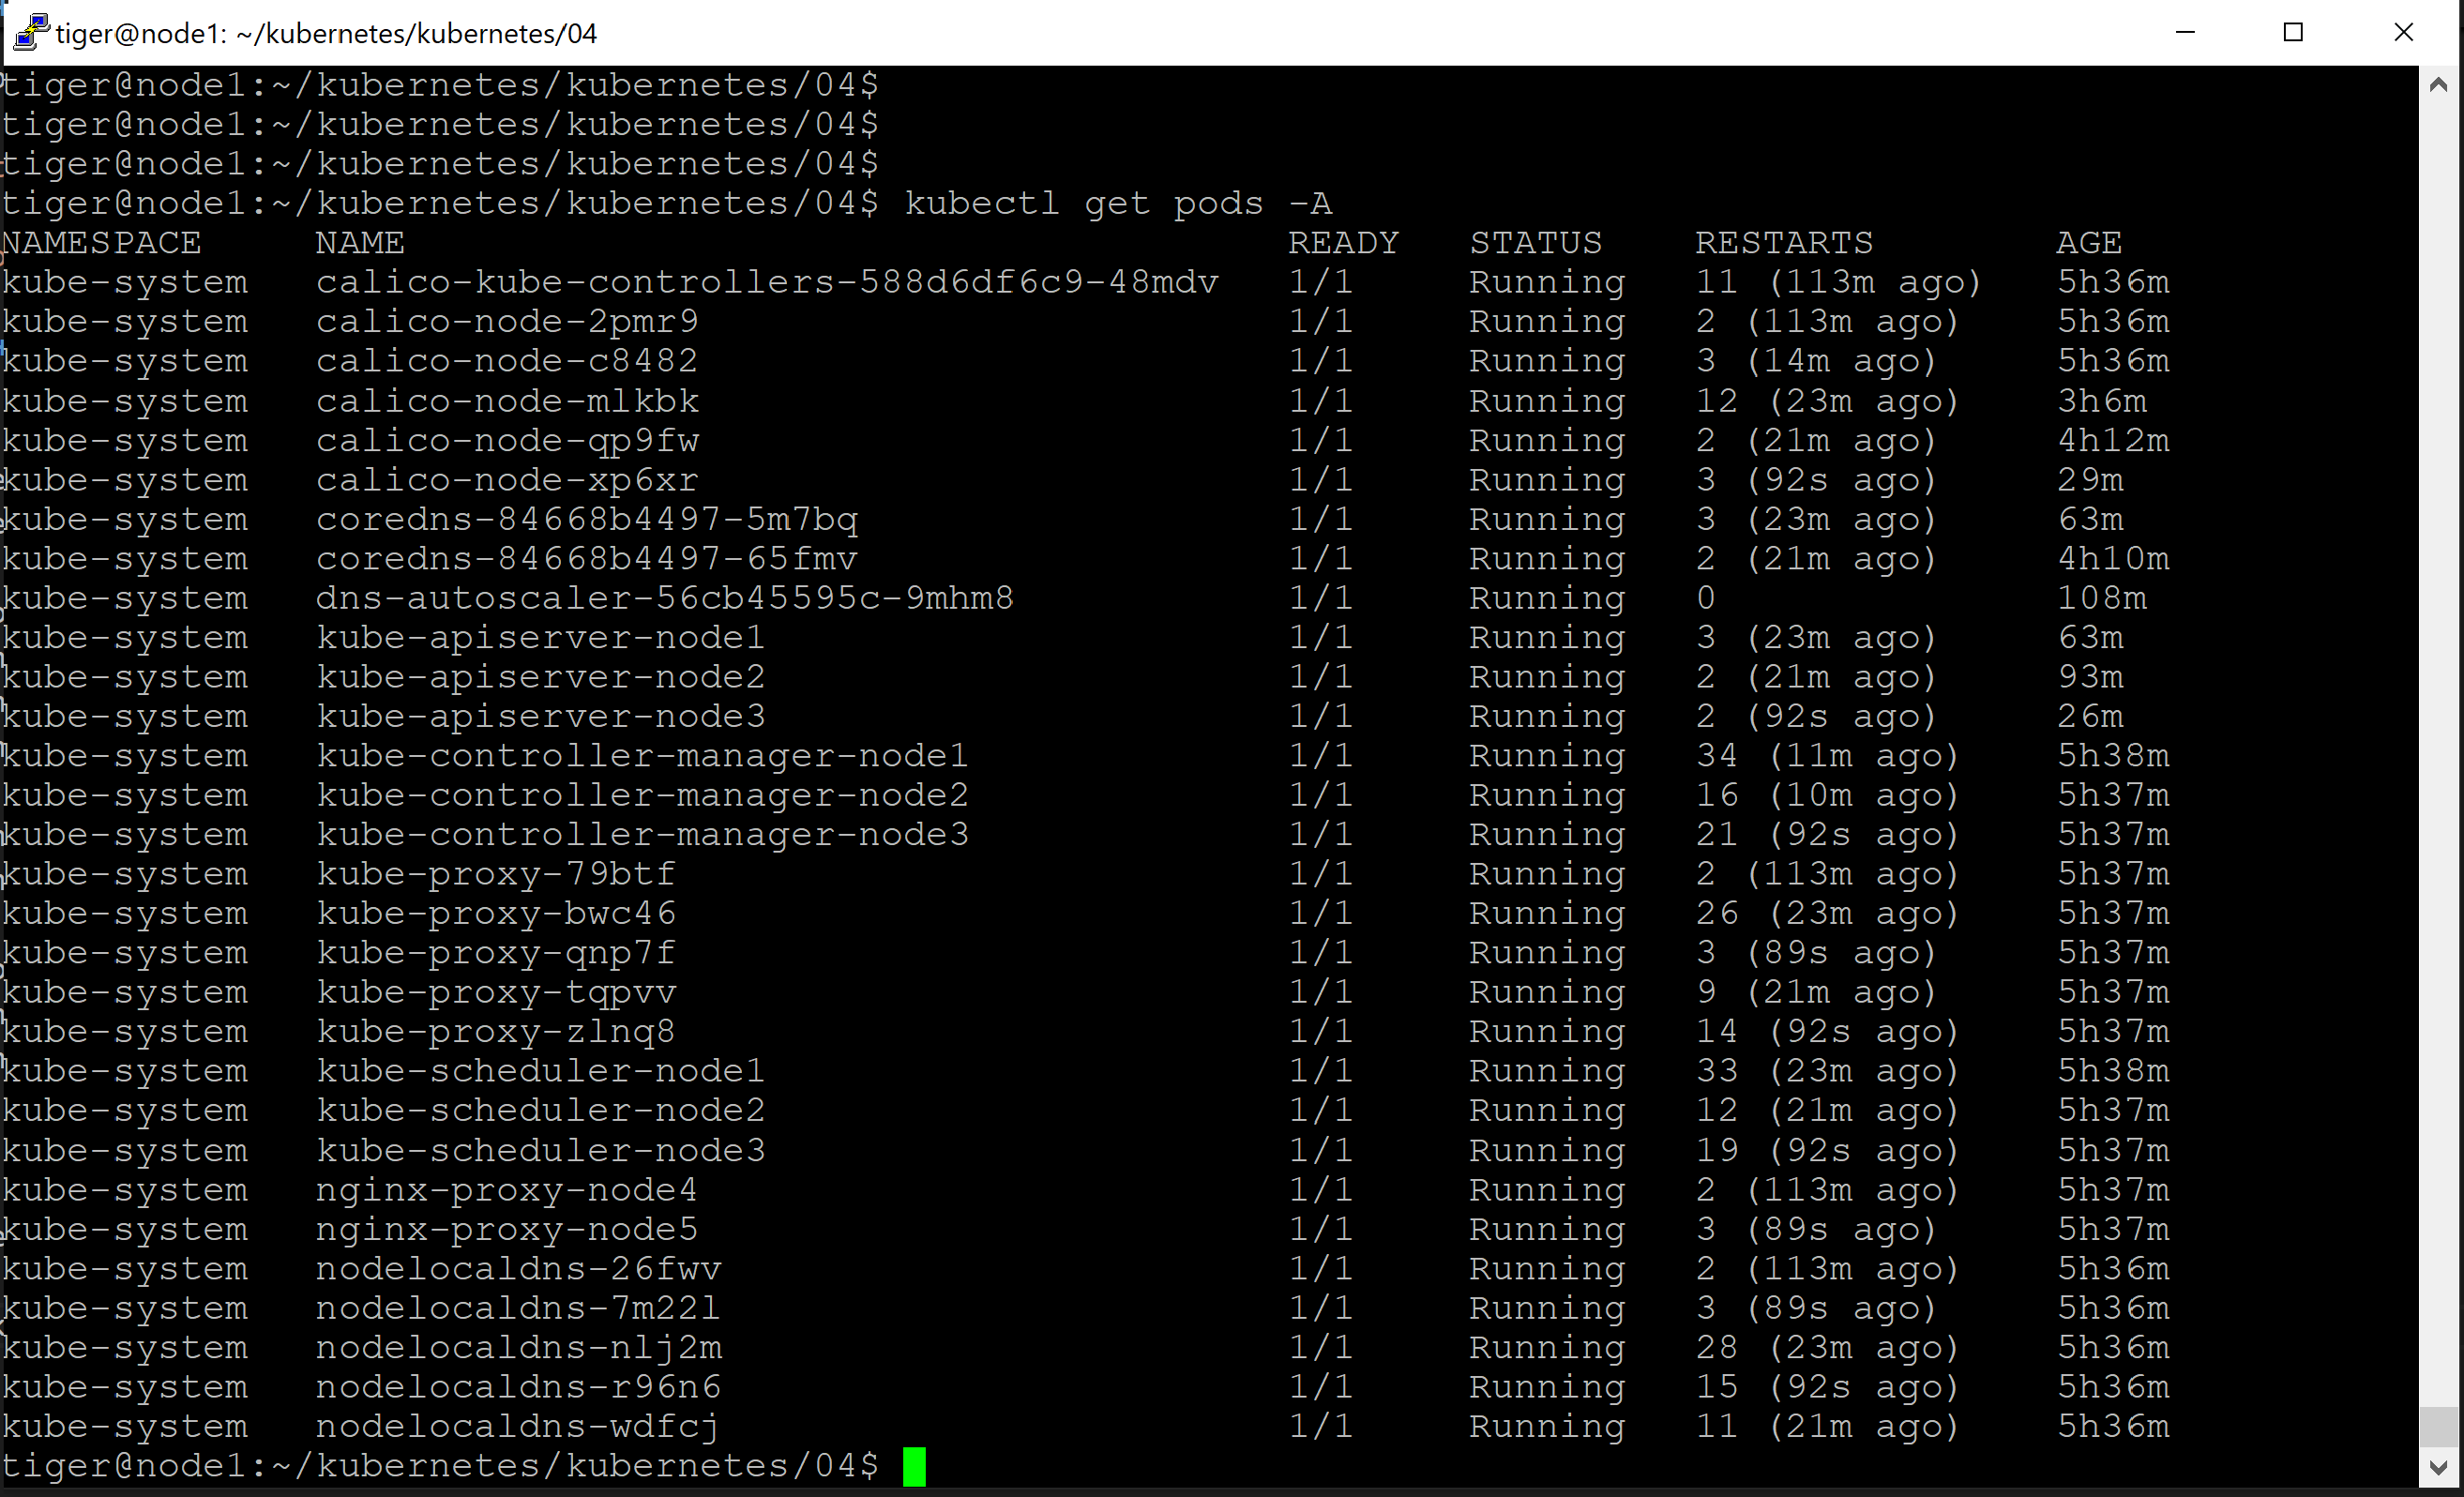 tiger@node1: ~/kubernetes/kubernetes/04
tiger@node1:~/kubernetes/kubernetes/04$
tiger@node1:~/kubernetes/kubernetes/04$
tiger@node1:~/kubernetes/kubernetes/04$
tiger@node1:~/kubernetes/kubernetes/04$ kubectl get pods -A
NAMESPACE NAME READY STATUS RESTARTS AGE
kube-system calico-kube-controllers-588d6df6c9-48mdv 1/1 Running 11 (113m ago) 5h36m
kube-system calico-node-2pmr9 1/1 Running 2 (113m ago) 5h36m
kube-system calico-node-c8482 1/1 Running 3 (14m ago) 5h36m
kube-system calico-node-mlkbk 1/1 Running 12 (23m ago) 3h6m
kube-system calico-node-qp9fw 1/1 Running 2 (21m ago) 4h12m
kube-system calico-node-xp6xr 1/1 Running 3 (92s ago) 29m
kube-system coredns-84668b4497-5m7bq 1/1 Running 3 (23m ago) 63m
kube-system coredns-84668b4497-65fmv 1/1 Running 2 (21m ago) 4h10m
kube-system dns-autoscaler-56cb45595c-9mhm8 1/1 Running 0 108m
kube-system kube-apiserver-node1 1/1 Running 3 (23m ago) 63m
kube-system kube-apiserver-node2 1/1 Running 2 (21m ago) 93m
kube-system kube-apiserver-node3 1/1 Running 2 (92s ago) 26m
kube-system kube-controller-manager-node1 1/1 Running 34 (11m ago) 5h38m
kube-system kube-controller-manager-node2 1/1 Running 16 (10m ago) 5h37m
kube-system kube-controller-manager-node3 1/1 Running 21 (92s ago) 5h37m
kube-system kube-proxy-79btf 1/1 Running 2 (113m ago) 5h37m
kube-system kube-proxy-bwc46 1/1 Running 26 (23m ago) 5h37m
kube-system kube-proxy-qnp7f 1/1 Running 3 (89s ago) 5h37m
kube-system kube-proxy-tqpvv 1/1 Running 9 (21m ago) 5h37m
kube-system kube-proxy-zlnq8 1/1 Running 14 (92s ago) 5h37m
kube-system kube-scheduler-node1 1/1 Running 33 (23m ago) 5h38m
kube-system kube-scheduler-node2 1/1 Running 12 (21m ago) 5h37m
kube-system kube-scheduler-node3 1/1 Running 19 (92s ago) 5h37m
kube-system nginx-proxy-node4 1/1 Running 2 (113m ago) 5h37m
kube-system nginx-proxy-node5 1/1 Running 3 (89s ago) 5h37m
kube-system nodelocaldns-26fwv 1/1 Running 2 (113m ago) 5h36m
kube-system nodelocaldns-7m22l 1/1 Running 3 (89s ago) 5h36m
kube-system nodelocaldns-nlj2m 1/1 Running 28 (23m ago) 5h36m
kube-system nodelocaldns-r96n6 1/1 Running 15 (92s ago) 5h36m
kube-system nodelocaldns-wdfcj 1/1 Running 11 (21m ago) 5h36m
tiger@node1:~/kubernetes/kubernetes/04$